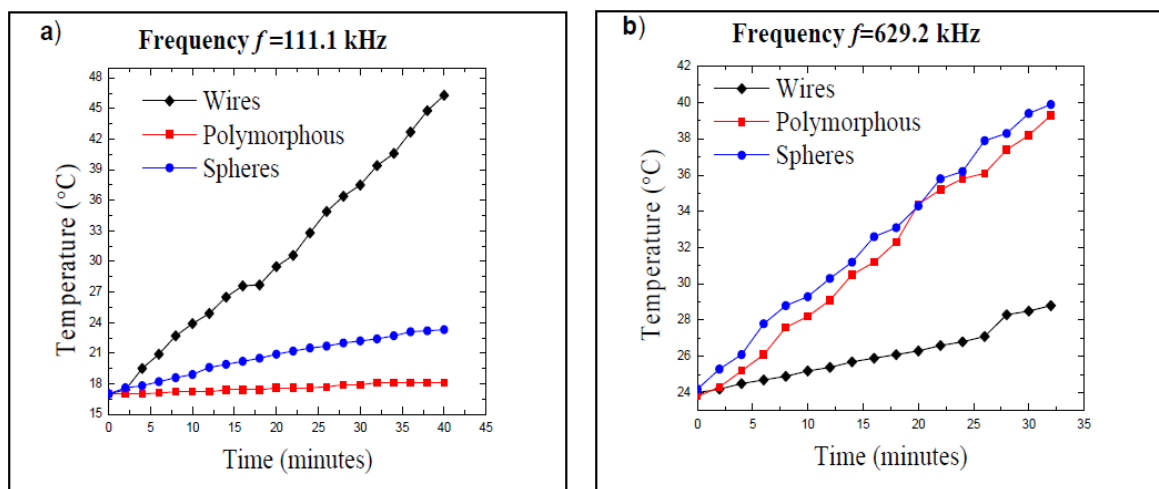 a)
Frequency f =111.1 kHz
Wires
Polymorphous
Spheres
Temperature (°C)
48
45
42
39
36
33
30
27
24
21
18
15
0 5 10 15 20 25 30 35 40 45
Time (minutes)
b)
Frequency f=629.2 kHz
Wires
Polymorphous
Spheres
Temperature (°C)
42
40
38
36
34
32
30
28
26
24
0 5 10 15 20 25 30 35
Time (minutes)